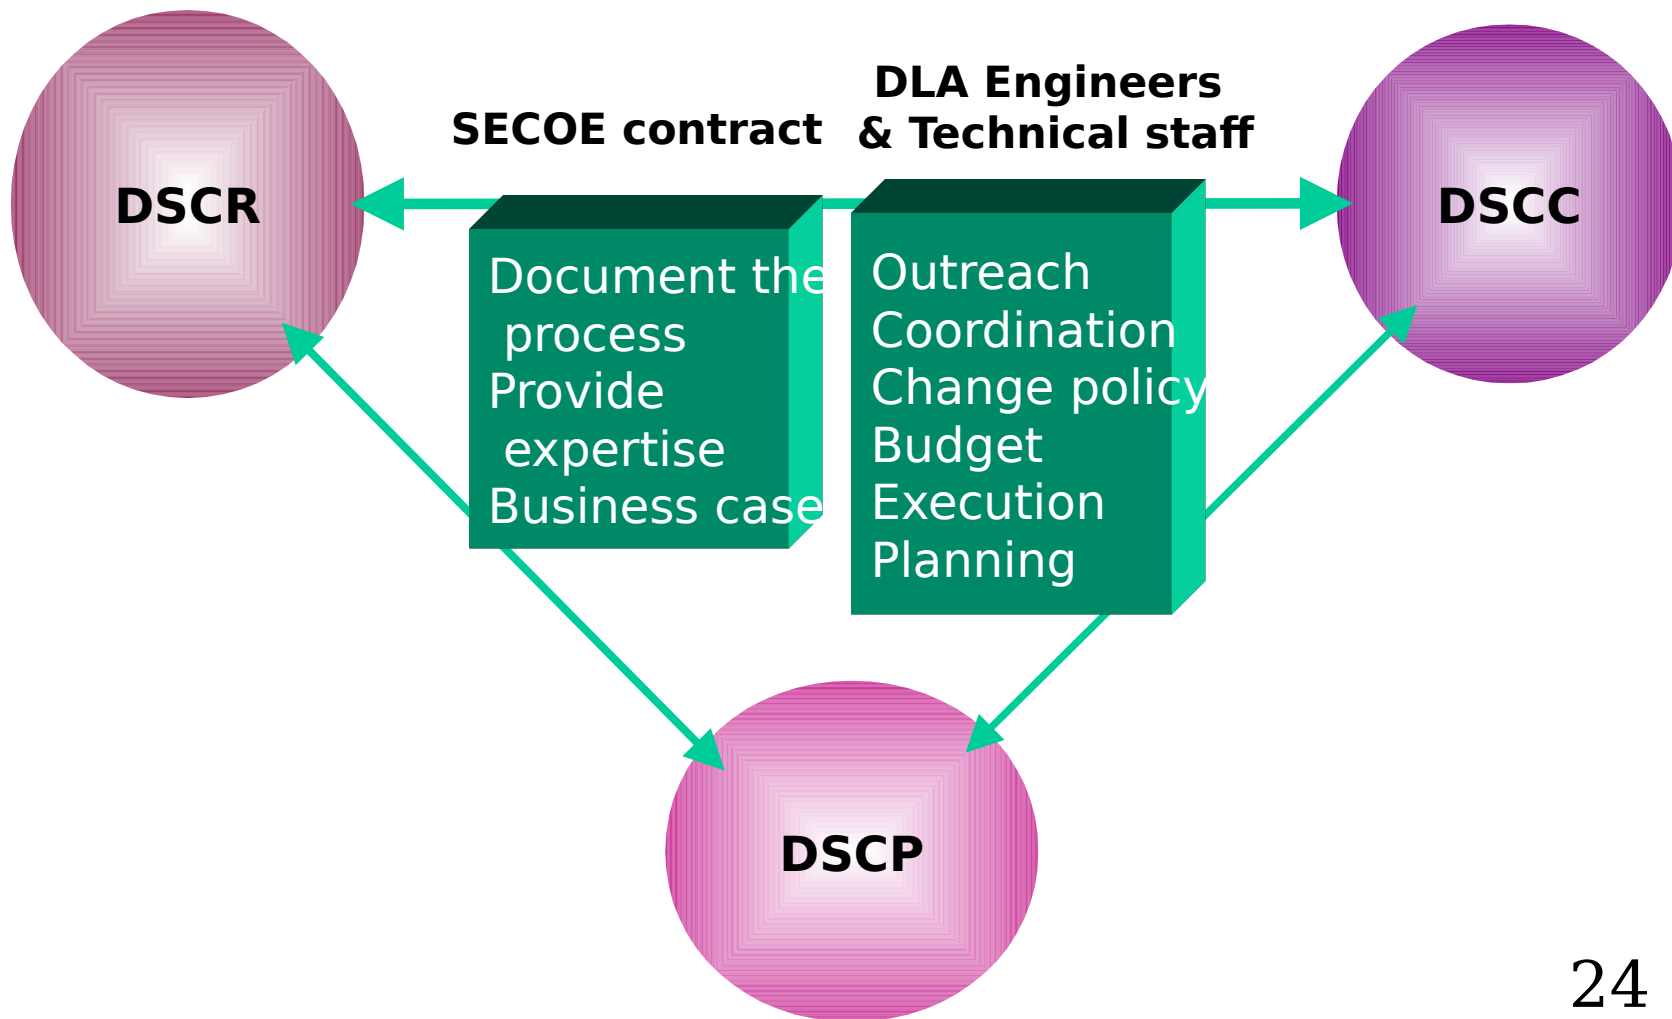 DSCR
SECOE contract
DLA Engineers
& Technical staff
DSCC
Document the
process
Provide
expertise
Business case
Outreach
Coordination
Change policy
Budget
Execution
Planning
DSCP
24